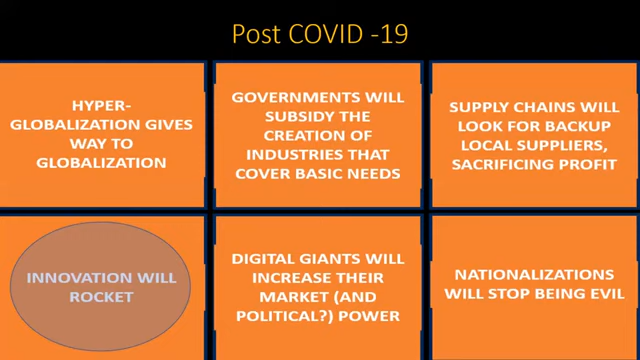 Post COVID -19
HYPER-
GLOBALIZATION GIVES
WAY TO
GLOBALIZATION
GOVERNMENTS WILL
SUBSIDY THE
CREATION OF
INDUSTRIES THAT
COVER BASIC NEEDS
SUPPLY CHAINS WILL
LOOK FOR BACKUP
LOCAL SUPPLIERS,
SACRIFICING PROFIT
INNOVATION WILL
ROCKET
DIGITAL GIANTS WILL
INCREASE THEIR
MARKET (AND
POLITICAL?) POWER
NATIONALIZATIONS
WILL STOP BEING EVIL